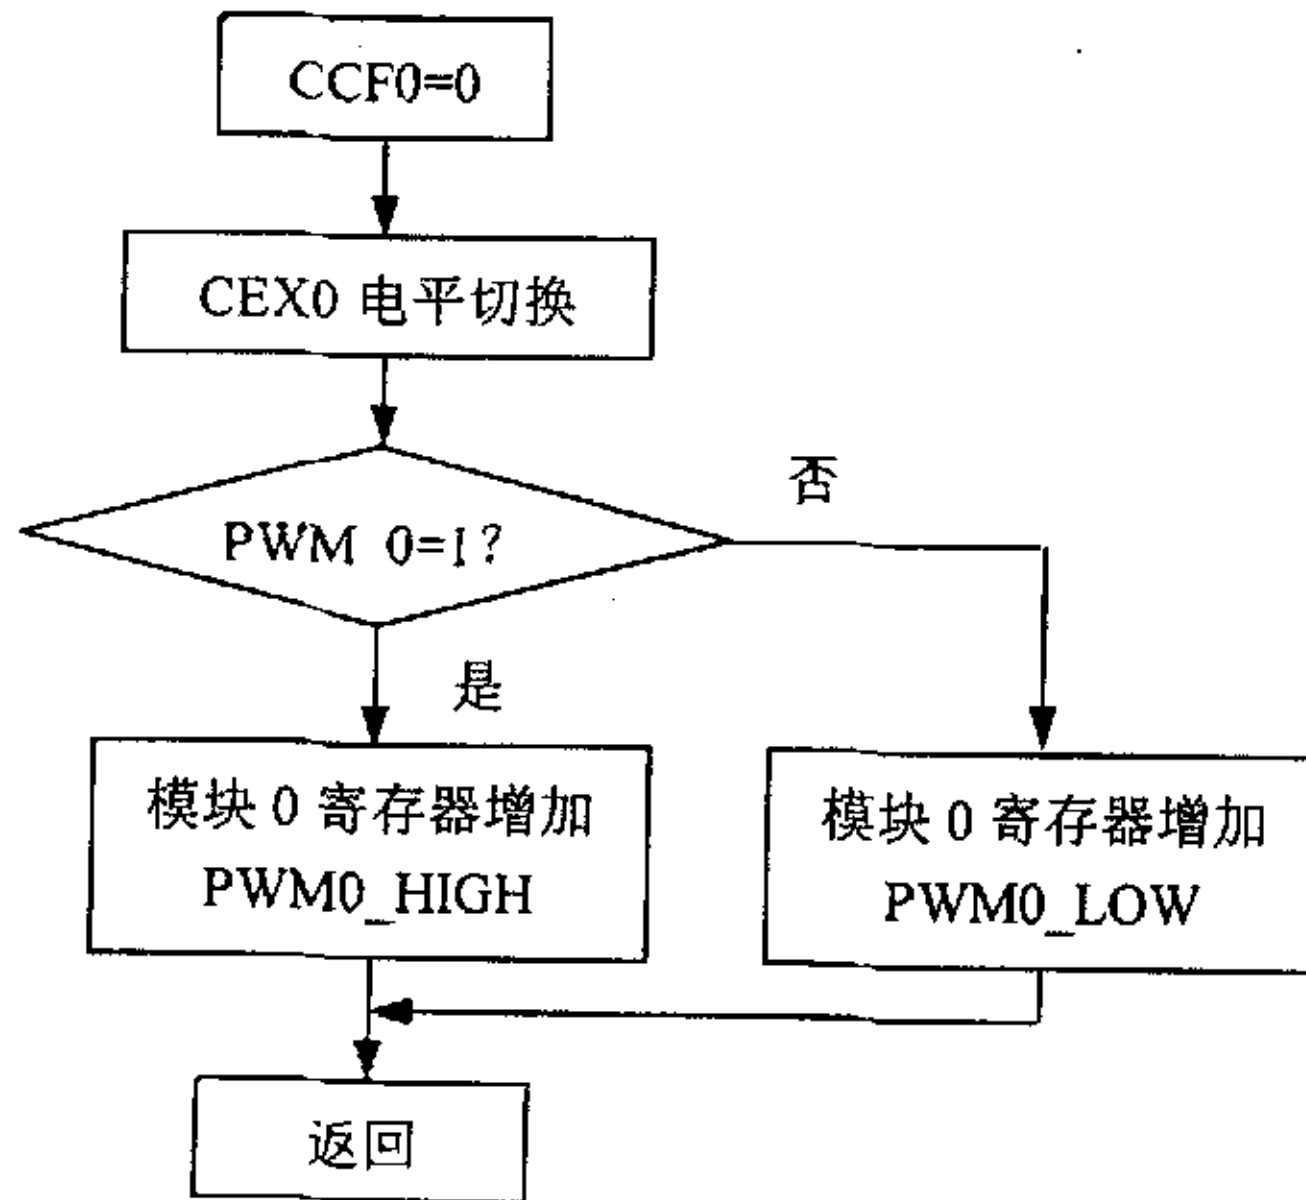 CCF0=0
CEX0 电平切换
PWM 0=1?
否
是
模块 0 寄存器增加
PWM0_HIGH
模块 0 寄存器增加
PWM0_LOW
返回